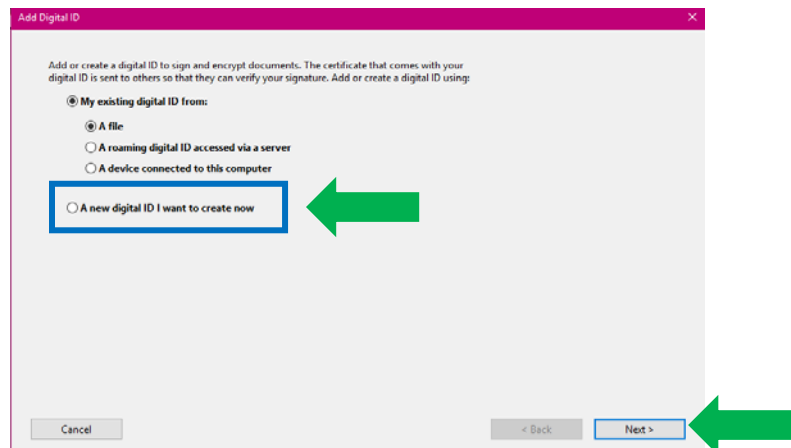 Add Digital ID
Add or create a digital ID to sign and encrypt documents. The certificate that comes with your
digital ID is sent to others so that they can verify your signature. Add or create a digital ID using:
My existing digital ID from:
A file
A roaming digital ID accessed via a server
A device connected to this computer
A new digital ID I want to create now
Cancel
< Back
Next >